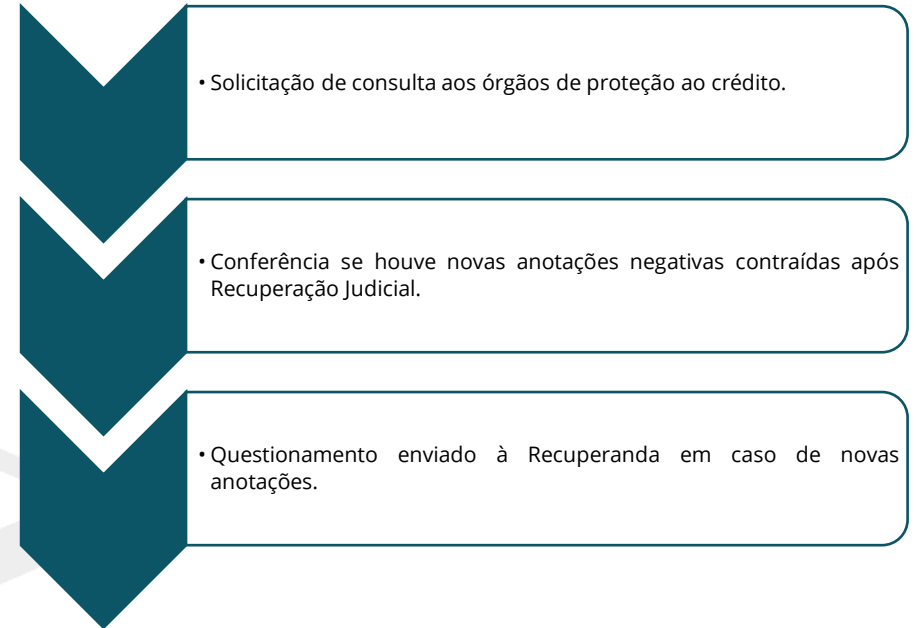 • Solicitação de consulta aos órgãos de proteção ao crédito.
• Conferência se houve novas anotações negativas contraídas após
Recuperação Judicial.
• Questionamento enviado à Recuperanda em caso de novas
anotações.